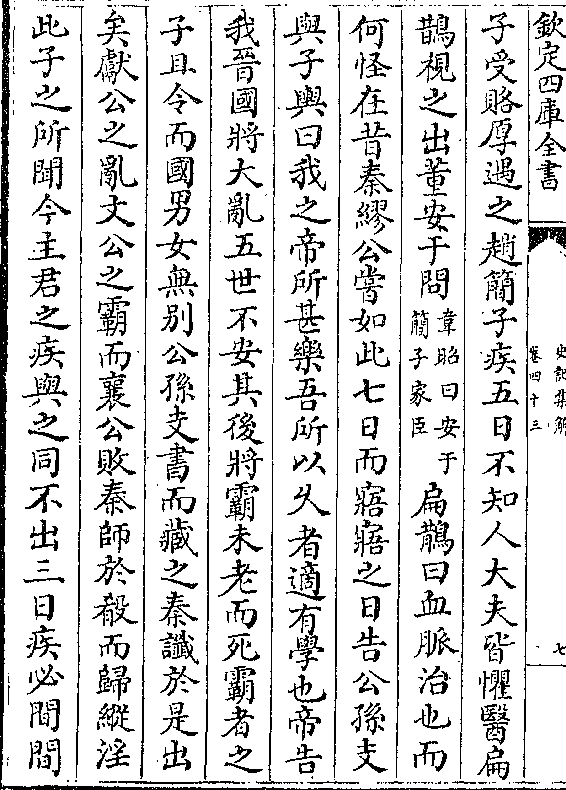 欽定四庫全書
史記集解
卷四十三
七
子受賂厚遇之趙簡子疾五日不知人大夫皆懼醫扁
鵲視之出董安于問韋昭曰安于簡子家臣扁鵲曰血脈治也而
何怪在昔秦繆公嘗如此七日而寤寤之日告公孫支
與子輿曰我之帝所甚樂吾所以久者適有學也帝告
我晉國將大亂五世不安其後將霸未老而死霸者之
子且令而國男女無別公孫支書而藏之秦讖於是出
矣獻公之亂文公之霸而襄公敗秦師於殽而歸縱淫
此子之所聞今主君之疾與之同不出三日疾必間間